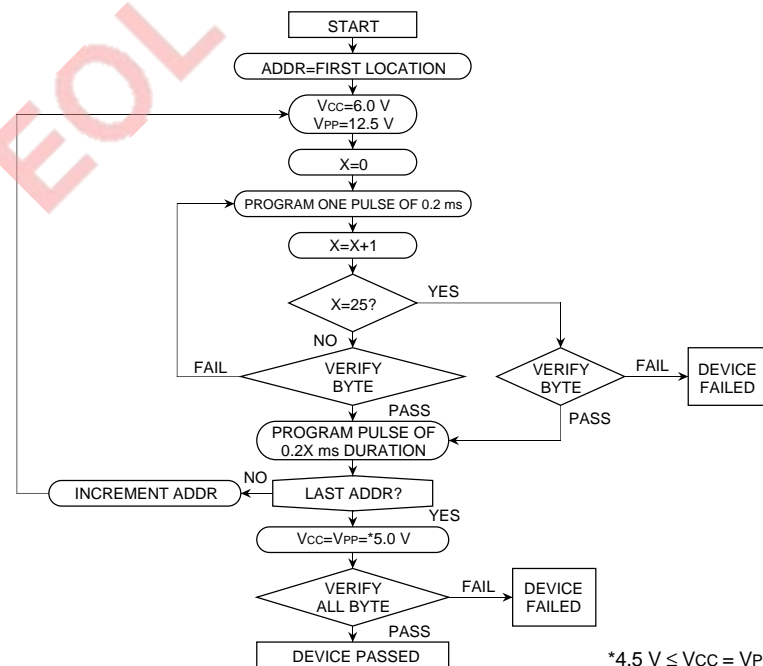 START
ADDR=FIRST LOCATION
VCC=6.0 V
VPP=12.5 V
X=0
PROGRAM ONE PULSE OF 0.2 ms
X=X+1
X=25?
YES
NO
FAIL
VERIFY
BYTE
PASS
VERIFY
BYTE
FAIL
DEVICE
FAILED
PASS
PROGRAM PULSE OF
0.2X ms DURATION
INCREMENT ADDR
NO
LAST ADDR?
YES
VCC=VPP=*5.0 V
VERIFY
ALL BYTE
FAIL
DEVICE
FAILED
PASS
DEVICE PASSED
*4.5 V ≤ VCC = VP
EOL